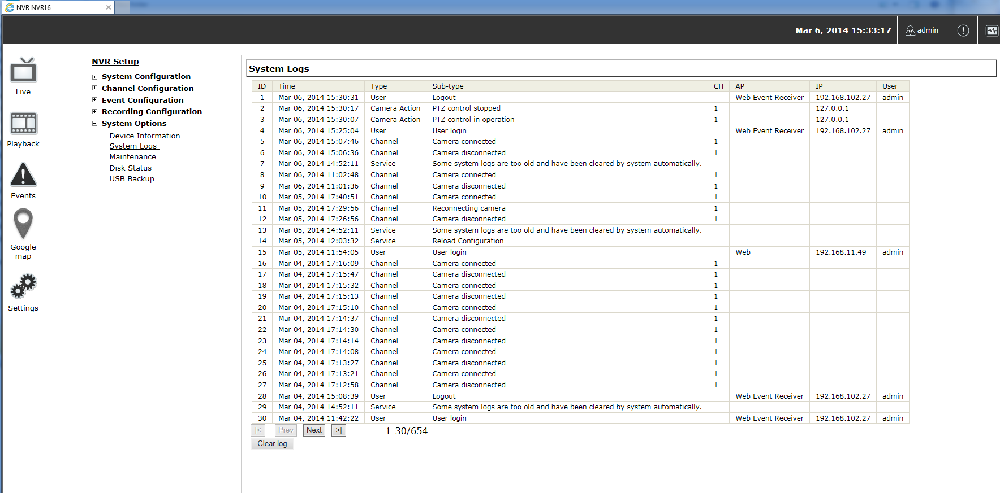 NVR NVR16
Mar 6, 2014 15:33:17
admin
Live
Playback
Events
Google
map
Settings
NVR Setup
System Configuration
Channel Configuration
Event Configuration
Recording Configuration
System Options
Device Information
System Logs
Maintenance
Disk Status
USB Backup
System Logs
ID Time Type Sub-type CH AP IP User
1 Mar 06, 2014 15:30:31 User Logout Web Event Receiver 192.168.102.27 admin
2 Mar 06, 2014 15:30:17 Camera Action PTZ control stopped 1 127.0.0.1
3 Mar 06, 2014 15:30:07 Camera Action PTZ control in operation 1 127.0.0.1
4 Mar 06, 2014 15:25:04 User User login Web Event Receiver 192.168.102.27 admin
5 Mar 06, 2014 15:07:46 Channel Camera connected 1
6 Mar 06, 2014 15:06:36 Channel Camera disconnected 1
7 Mar 06, 2014 14:52:11 Service Some system logs are too old and have been cleared by system automatically.
8 Mar 06, 2014 11:02:48 Channel Camera connected 1
9 Mar 06, 2014 11:01:36 Channel Camera disconnected 1
10 Mar 05, 2014 17:40:51 Channel Camera connected 1
11 Mar 05, 2014 17:29:56 Channel Reconnecting camera 1
12 Mar 05, 2014 17:26:56 Channel Camera disconnected 1
13 Mar 05, 2014 14:52:11 Service Some system logs are too old and have been cleared by system automatically.
14 Mar 05, 2014 12:03:32 Service Reload Configuration
15 Mar 05, 2014 11:54:05 User User login Web 192.168.11.49 admin
16 Mar 04, 2014 17:16:09 Channel Camera connected 1
17 Mar 04, 2014 17:15:47 Channel Camera disconnected 1
18 Mar 04, 2014 17:15:32 Channel Camera connected 1
19 Mar 04, 2014 17:15:13 Channel Camera disconnected 1
20 Mar 04, 2014 17:15:10 Channel Camera connected 1
21 Mar 04, 2014 17:14:37 Channel Camera disconnected 1
22 Mar 04, 2014 17:14:30 Channel Camera connected 1
23 Mar 04, 2014 17:14:14 Channel Camera disconnected 1
24 Mar 04, 2014 17:14:08 Channel Camera connected 1
25 Mar 04, 2014 17:13:27 Channel Camera disconnected 1
26 Mar 04, 2014 17:13:21 Channel Camera connected 1
27 Mar 04, 2014 17:12:58 Channel Camera disconnected 1
28 Mar 04, 2014 15:08:39 User Logout Web Event Receiver 192.168.102.27 admin
29 Mar 04, 2014 14:52:11 Service Some system logs are too old and have been cleared by system automatically.
30 Mar 04, 2014 11:42:22 User User login Web Event Receiver 192.168.102.27 admin
|< Prev Next >| 1-30/654
Clear log